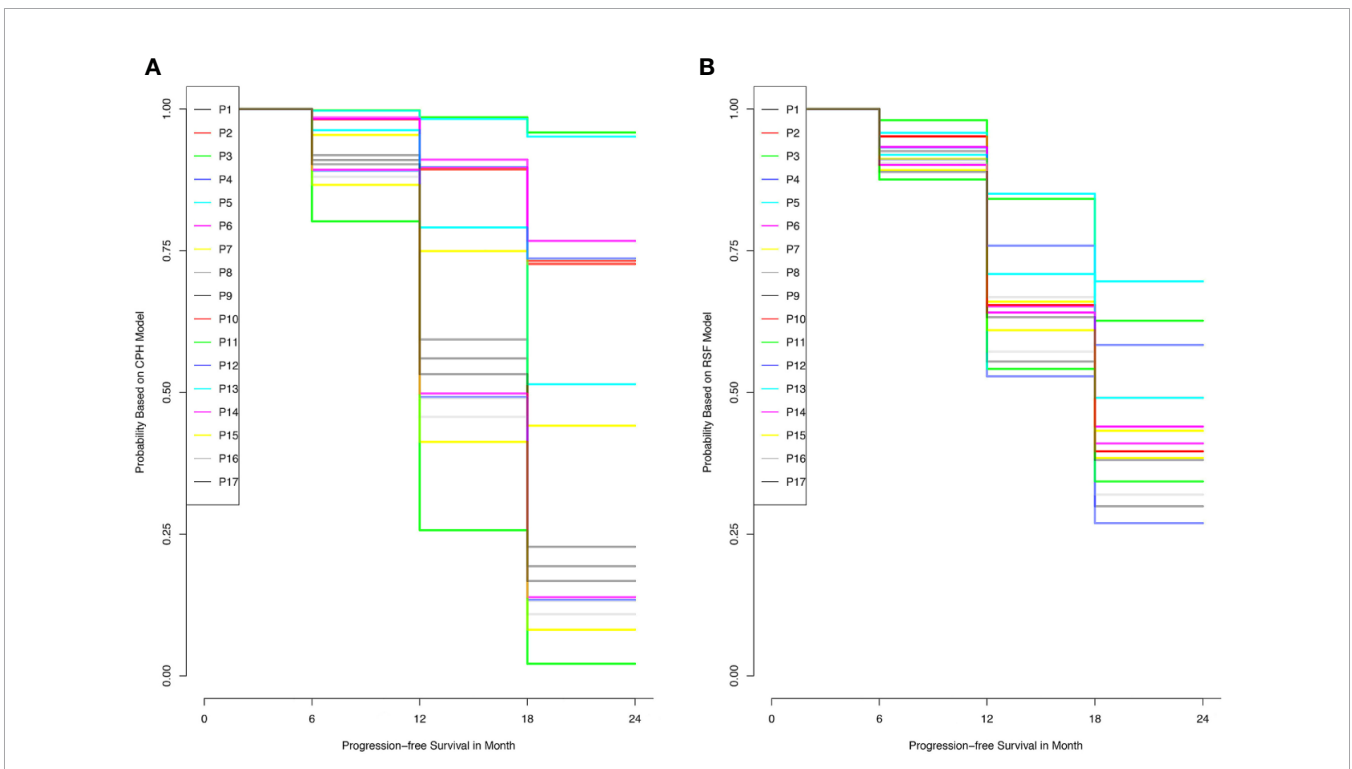 A
B
P1
P2
P3
P4
P5
P6
P7
P8
P9
P10
P11
P12
P13
P14
P15
P16
P17
1.00
0.75
0.50
0.25
0.00
Probability Based on CPH Model
0 6 12 18 24
Progression–free Survival in Month
P1
P2
P3
P4
P5
P6
P7
P8
P9
P10
P11
P12
P13
P14
P15
P16
P17
1.00
0.75
0.50
0.25
0.00
Probability Based on RSF Model
0 6 12 18 24
Progression–free Survival in Month